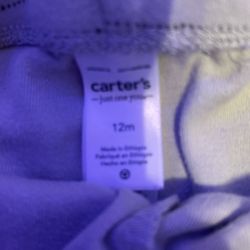 carter's
just one you
12m
Made in Ethiopia
Fabriqué en Éthiopie
Hecho en Etiopía